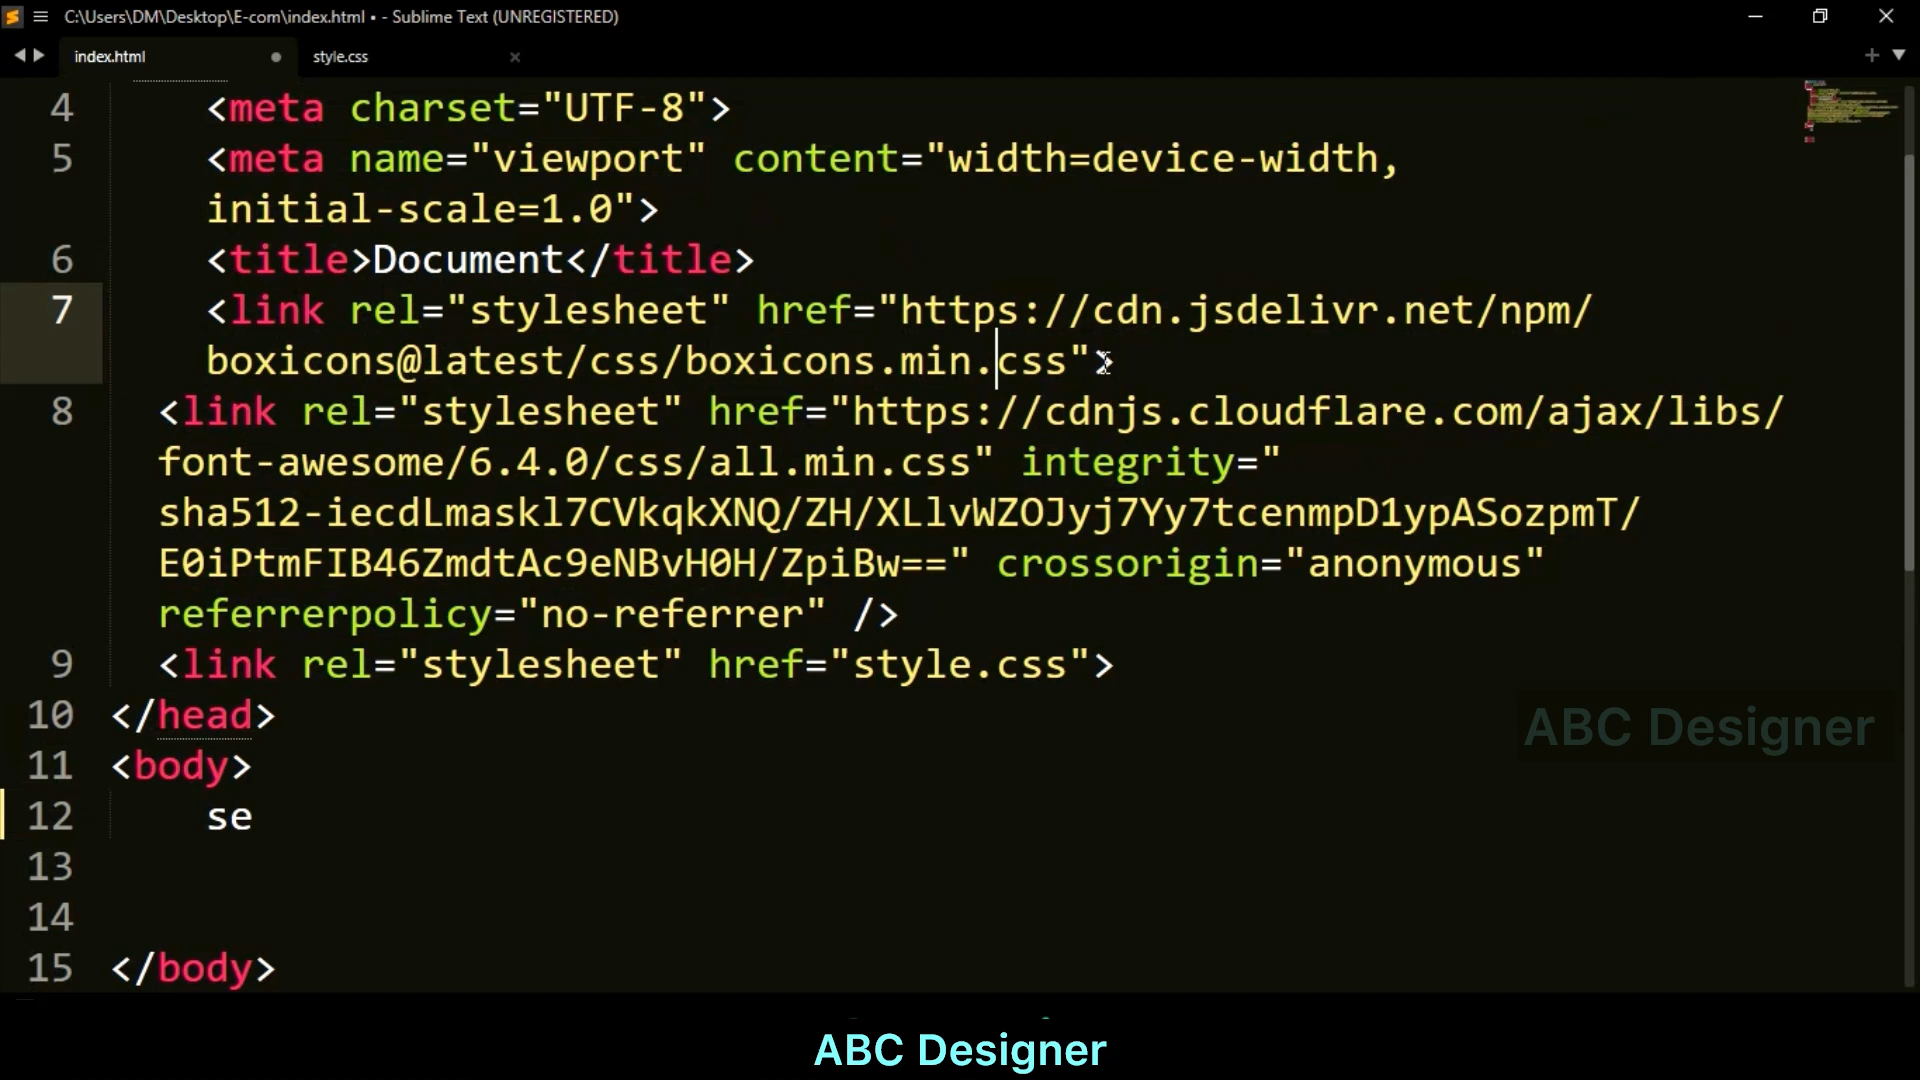 C:\Users\DM\Desktop\E-com\index.html • - Sublime Text (UNREGISTERED)
index.html
style.css
4 <meta charset="UTF-8">
5 <meta name="viewport" content="width=device-width,
initial-scale=1.0">
6 <title>Document</title>
7 <link rel="stylesheet" href="https://cdn.jsdelivr.net/npm/
boxicons@latest/css/boxicons.min.css">
8 <link rel="stylesheet" href="https://cdnjs.cloudflare.com/ajax/libs/
font-awesome/6.4.0/css/all.min.css" integrity="
sha512-iecdLmaskl7CVkqkXNQ/ZH/XLlvWZOJyj7Yy7tcenmpD1ypASozpmT/
E0iPtmFIB46ZmdtAc9eNBvH0H/ZpiBw==" crossorigin="anonymous"
referrerpolicy="no-referrer" />
9 <link rel="stylesheet" href="style.css">
10 </head>
ABC Designer
11 <body>
12 se
13
14
15 </body>
ABC Designer